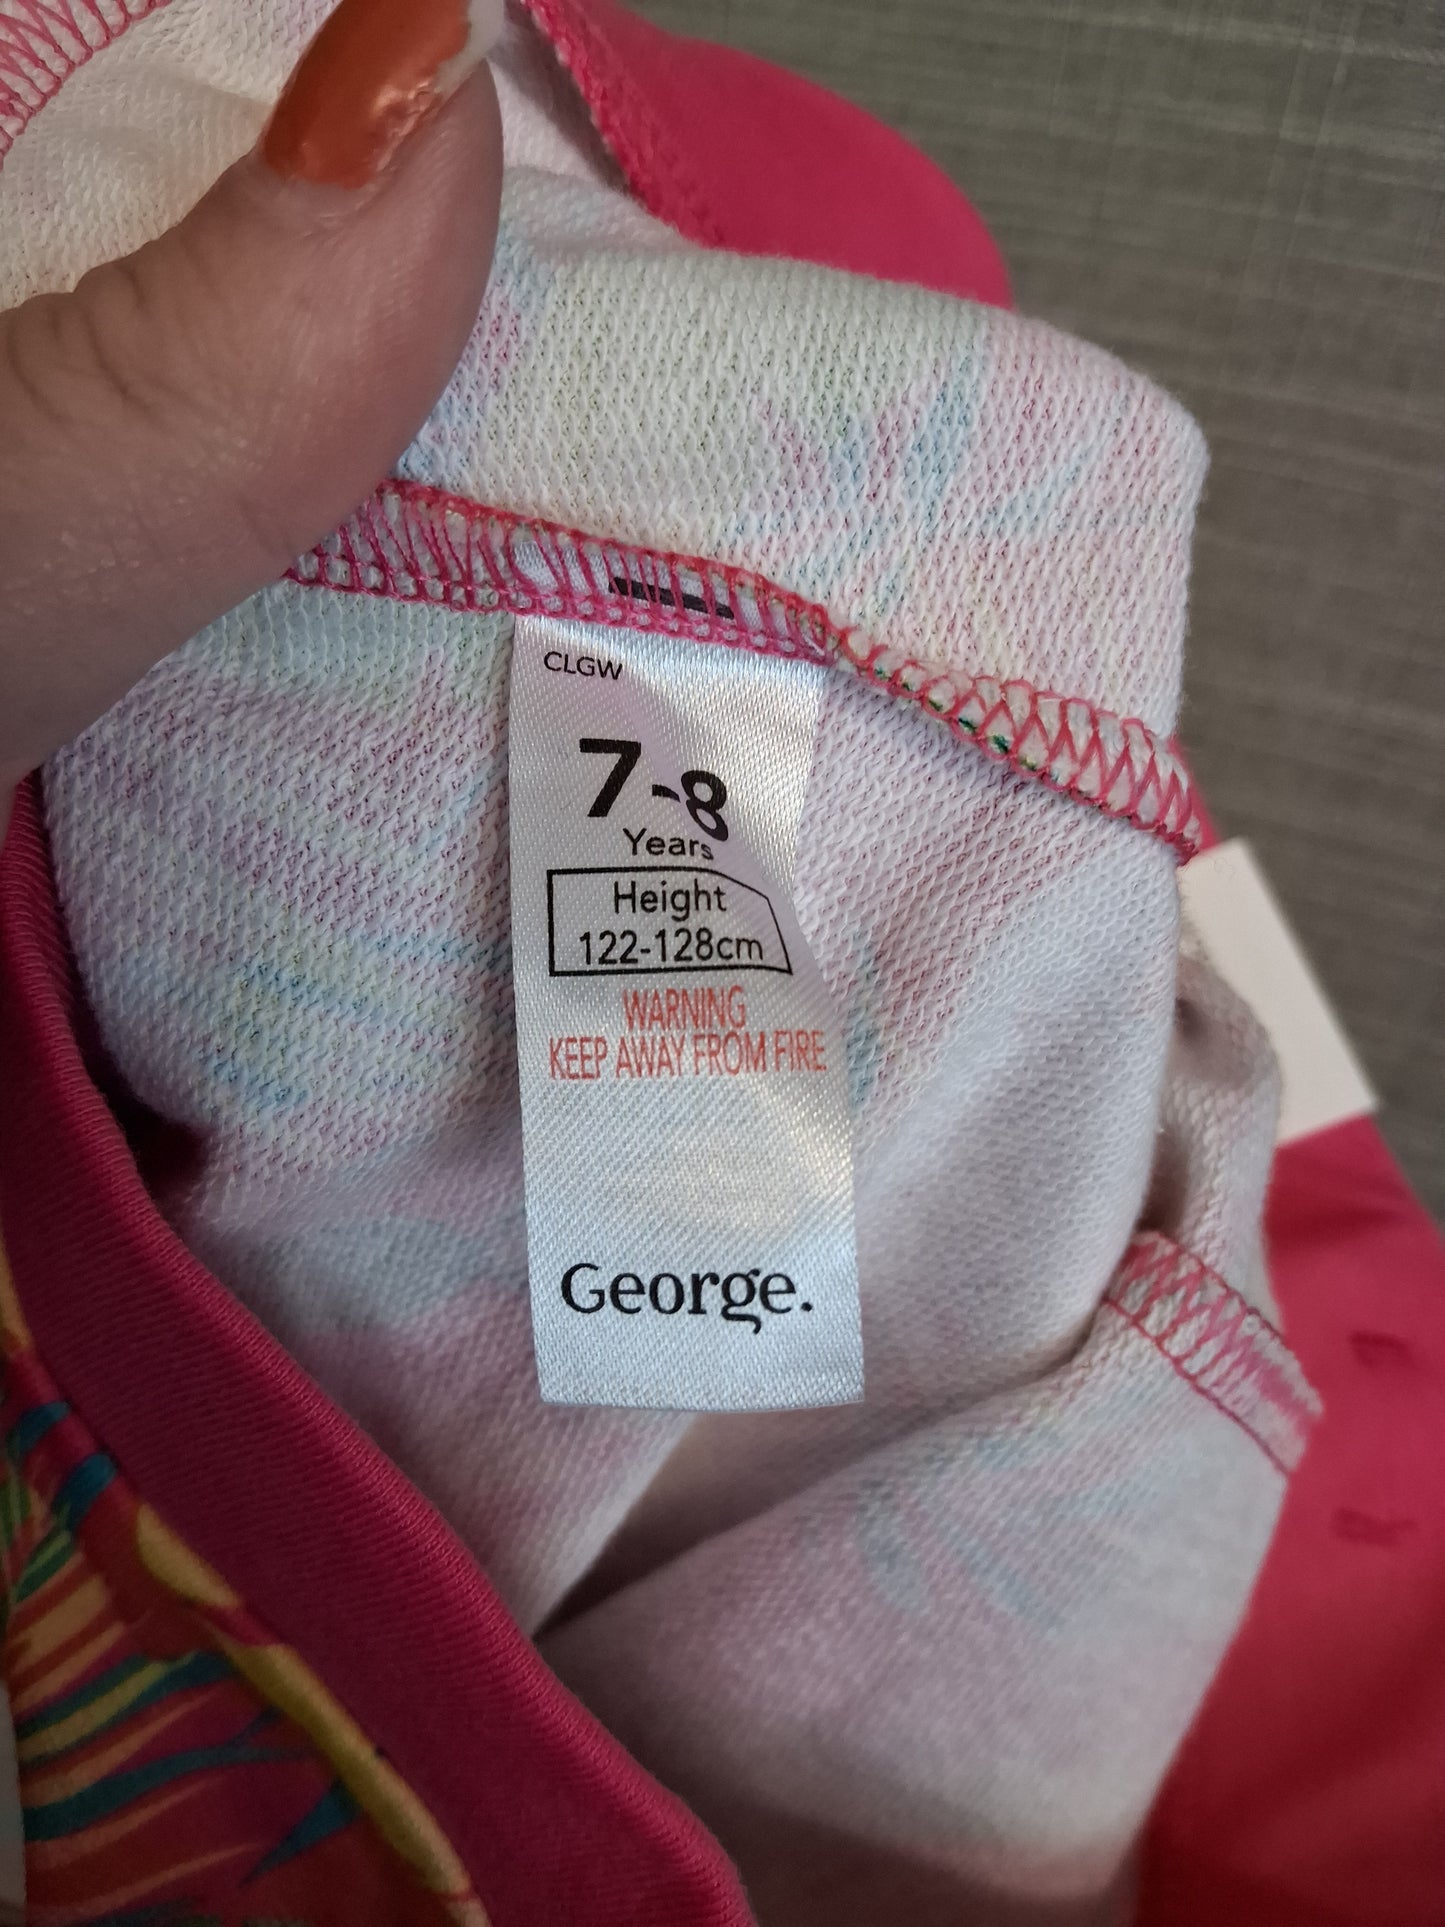 CLGW
7-8
Years
Height
122-128cm
WARNING
KEEP AWAY FROM FIRE
George.